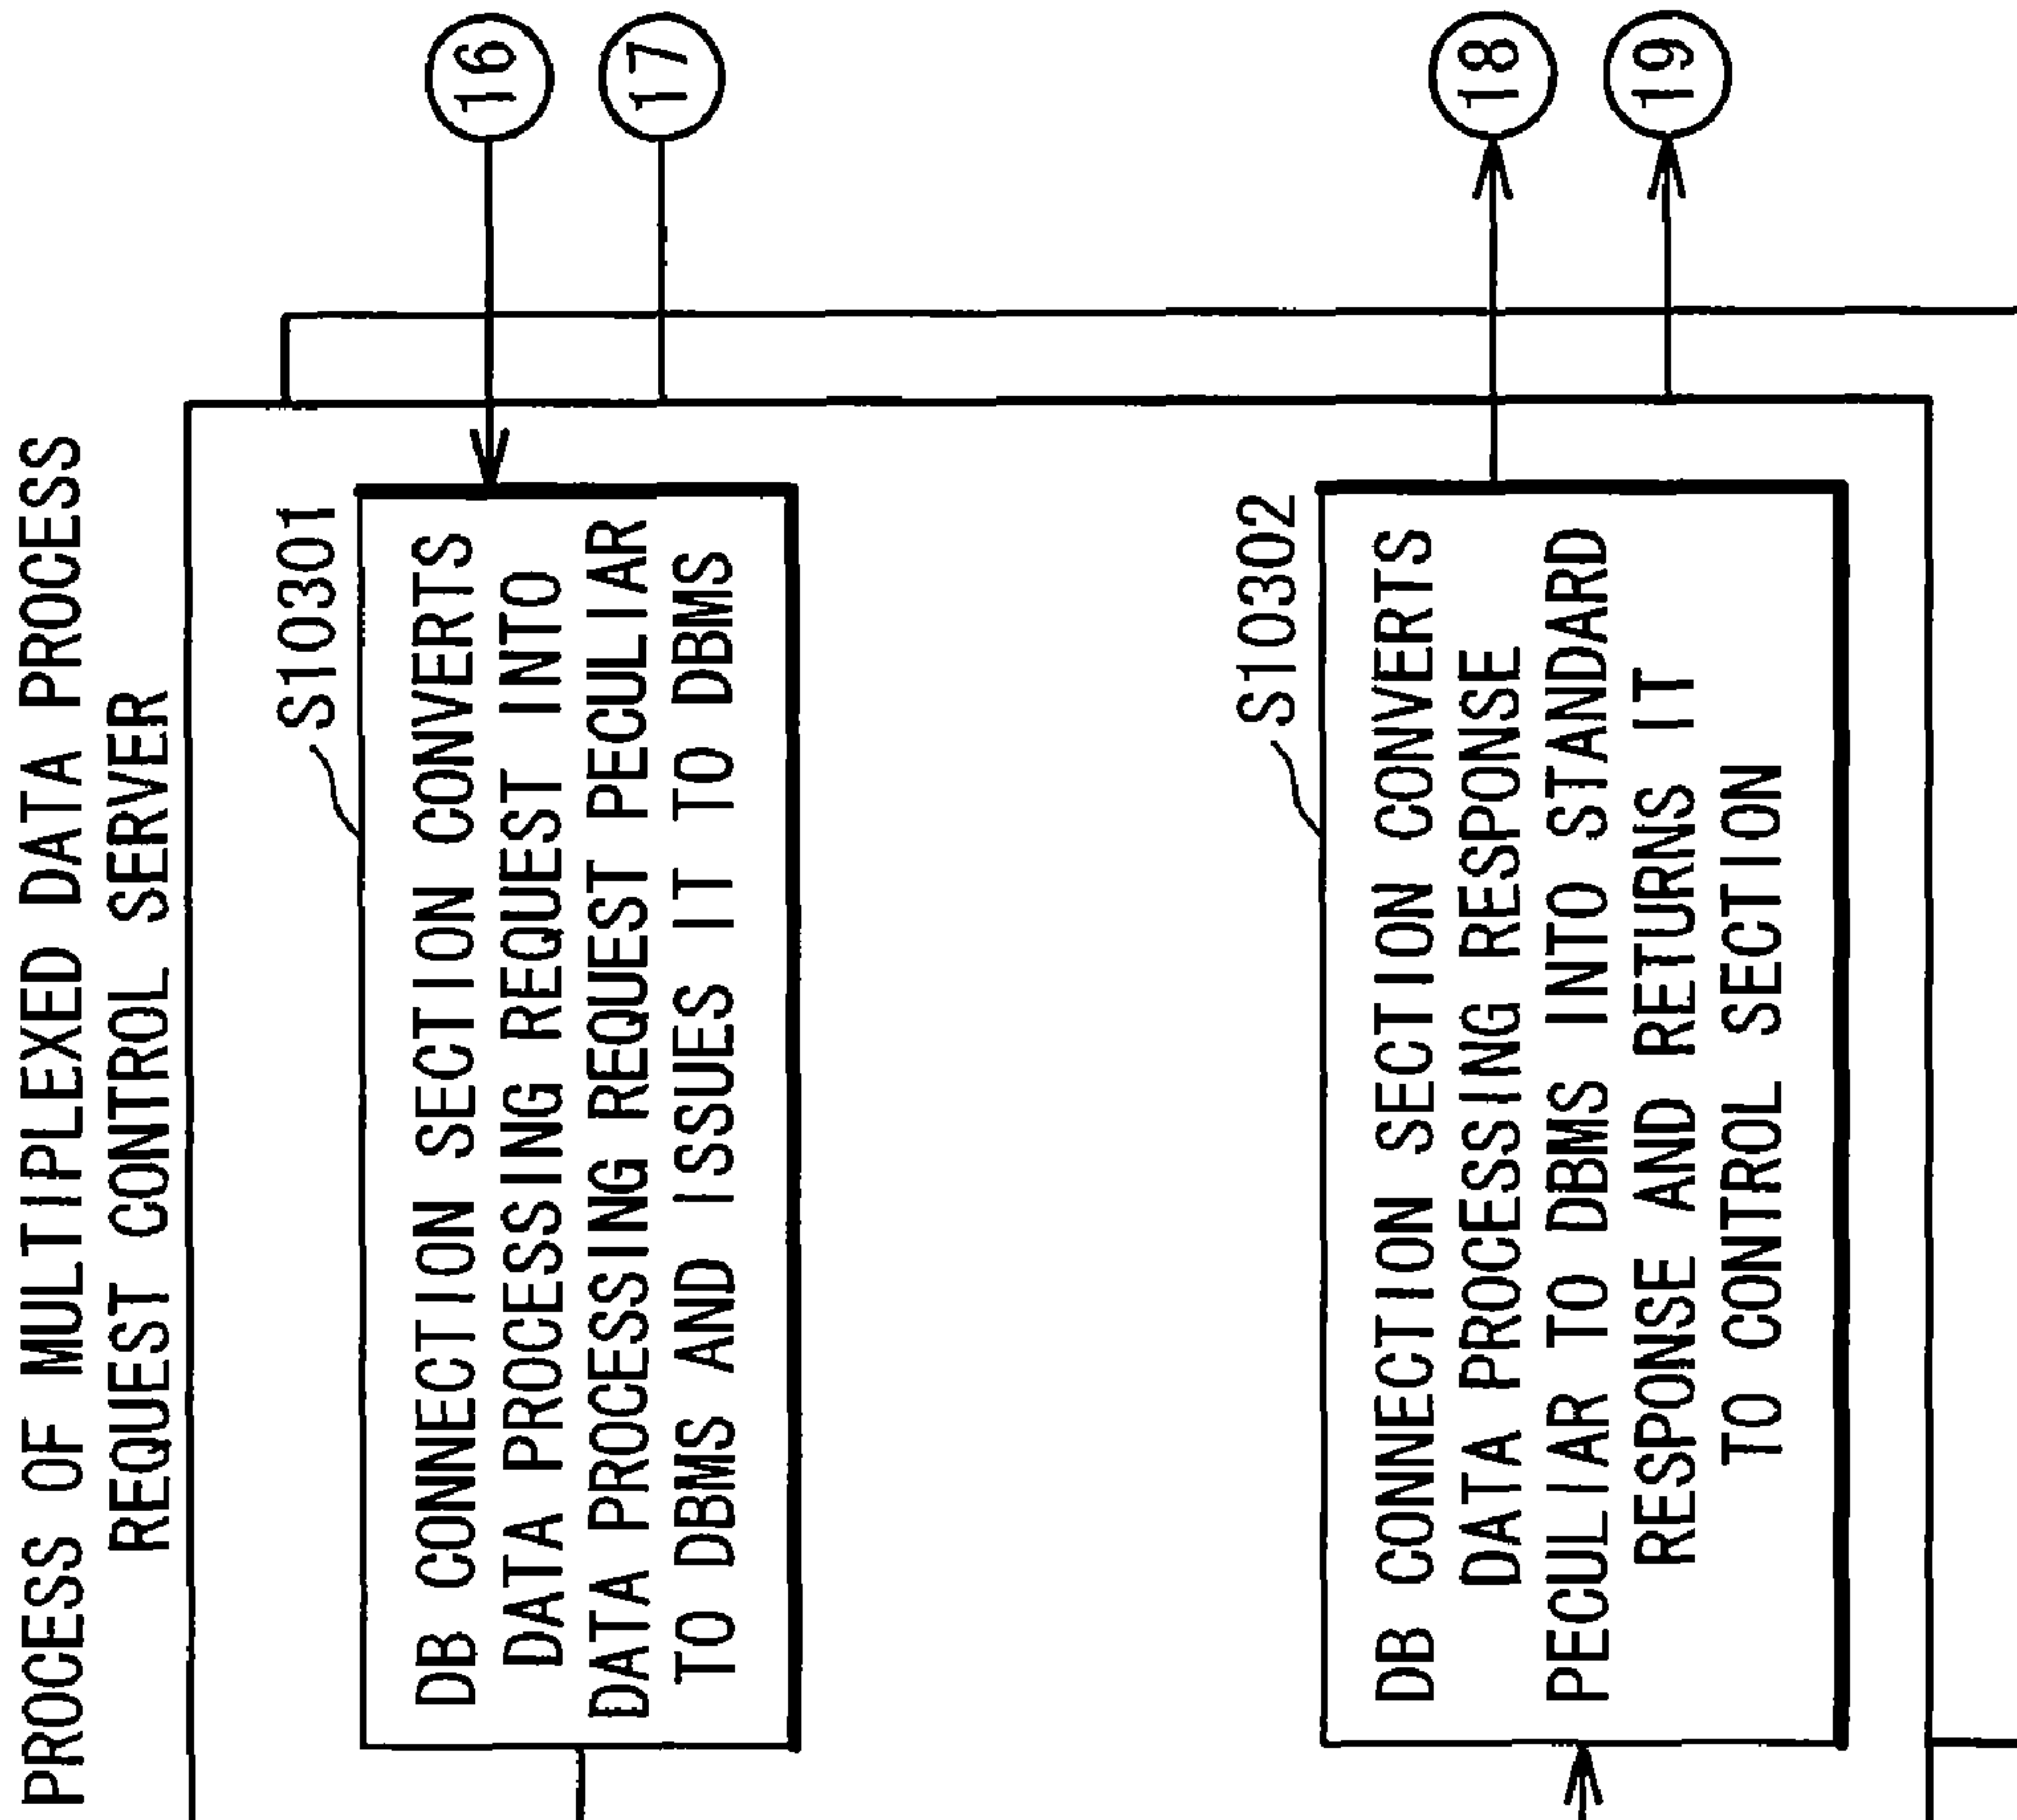 PROCESS OF MULTIPLEXED DATA PROCESS
REQUEST CONTROL SERVER
S10301
DB CONNECTION SECTION CONVERTS
DATA PROCESSING REQUEST INTO
DATA PROCESSING REQUEST PECULIAR
TO DBMS AND ISSUES IT TO DBMS
16
17
S10302
DB CONNECTION SECTION CONVERTS
DATA PROCESSING RESPONSE
PECULIAR TO DBMS INTO STANDARD
RESPONSE AND RETURNS IT
TO CONTROL SECTION
18
19